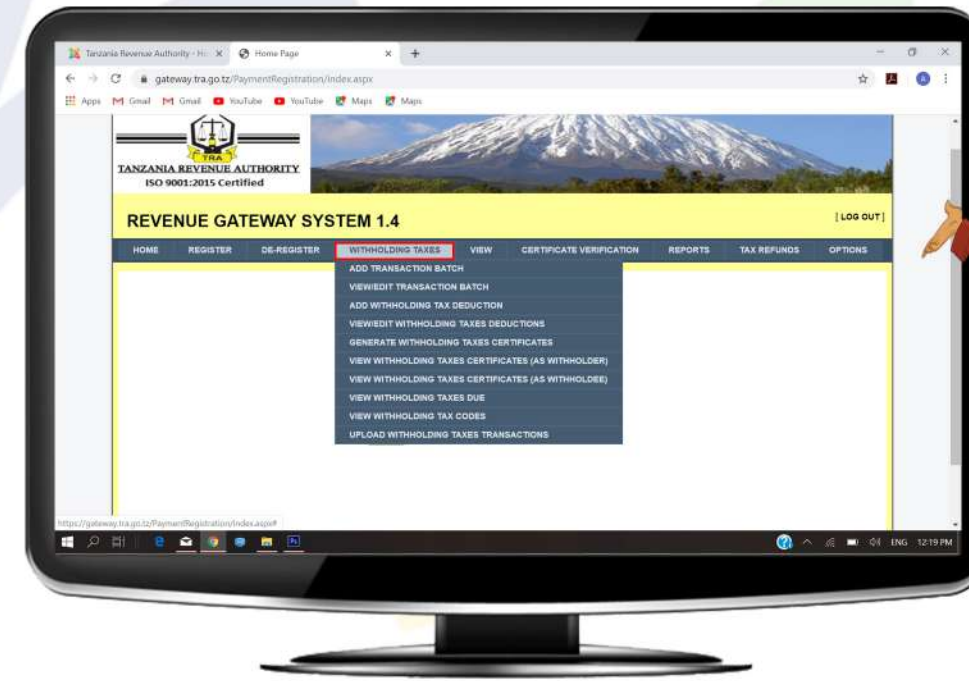 Tanzania Revenue Authority - Ho
Home Page
gateway.tra.go.tz/PaymentRegistration/index.aspx
Apps Gmail Gmail YouTube YouTube Maps Maps
TRA
TANZANIA REVENUE AUTHORITY
ISO 9001:2015 Certified
REVENUE GATEWAY SYSTEM 1.4
[ LOG OUT ]
HOME REGISTER DE-REGISTER WITHHOLDING TAXES VIEW CERTIFICATE VERIFICATION REPORTS TAX REFUNDS OPTIONS
ADD TRANSACTION BATCH
VIEW/EDIT TRANSACTION BATCH
ADD WITHHOLDING TAX DEDUCTION
VIEW/EDIT WITHHOLDING TAXES DEDUCTIONS
GENERATE WITHHOLDING TAXES CERTIFICATES
VIEW WITHHOLDING TAXES CERTIFICATES (AS WITHHOLDER)
VIEW WITHHOLDING TAXES CERTIFICATES (AS WITHHOLDEE)
VIEW WITHHOLDING TAXES DUE
VIEW WITHHOLDING TAX CODES
UPLOAD WITHHOLDING TAXES TRANSACTIONS
https://gateway.tra.go.tz/PaymentRegistration/index.aspx#
ENG 12:19 PM